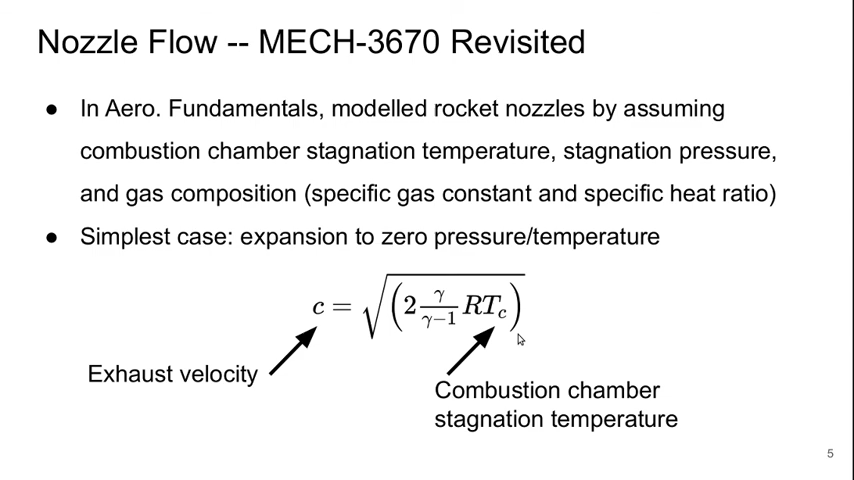 Nozzle Flow -- MECH-3670 Revisited
● In Aero. Fundamentals, modelled rocket nozzles by assuming
combustion chamber stagnation temperature, stagnation pressure,
and gas composition (specific gas constant and specific heat ratio)
● Simplest case: expansion to zero pressure/temperature
c = √(2 γ/(γ−1) RT_c)
Exhaust velocity
Combustion chamber
stagnation temperature
5